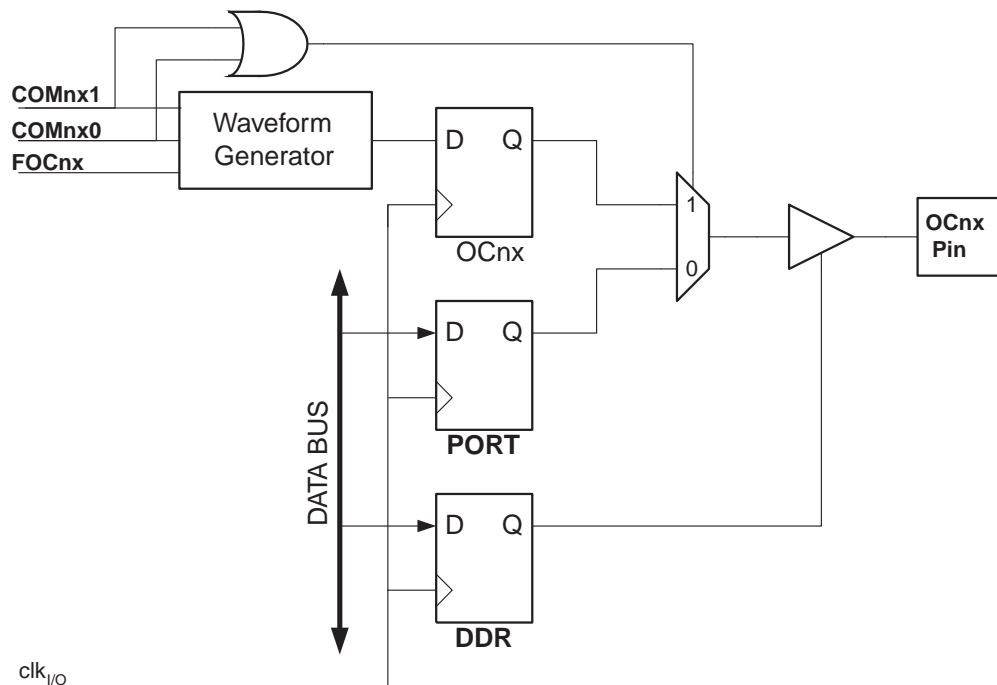 COMnx1
COMnx0
FOCnx
Waveform
Generator
D Q
OCnx
1
0
OCnx
Pin
D Q
PORT
DATA BUS
D Q
DDR
clkI/O